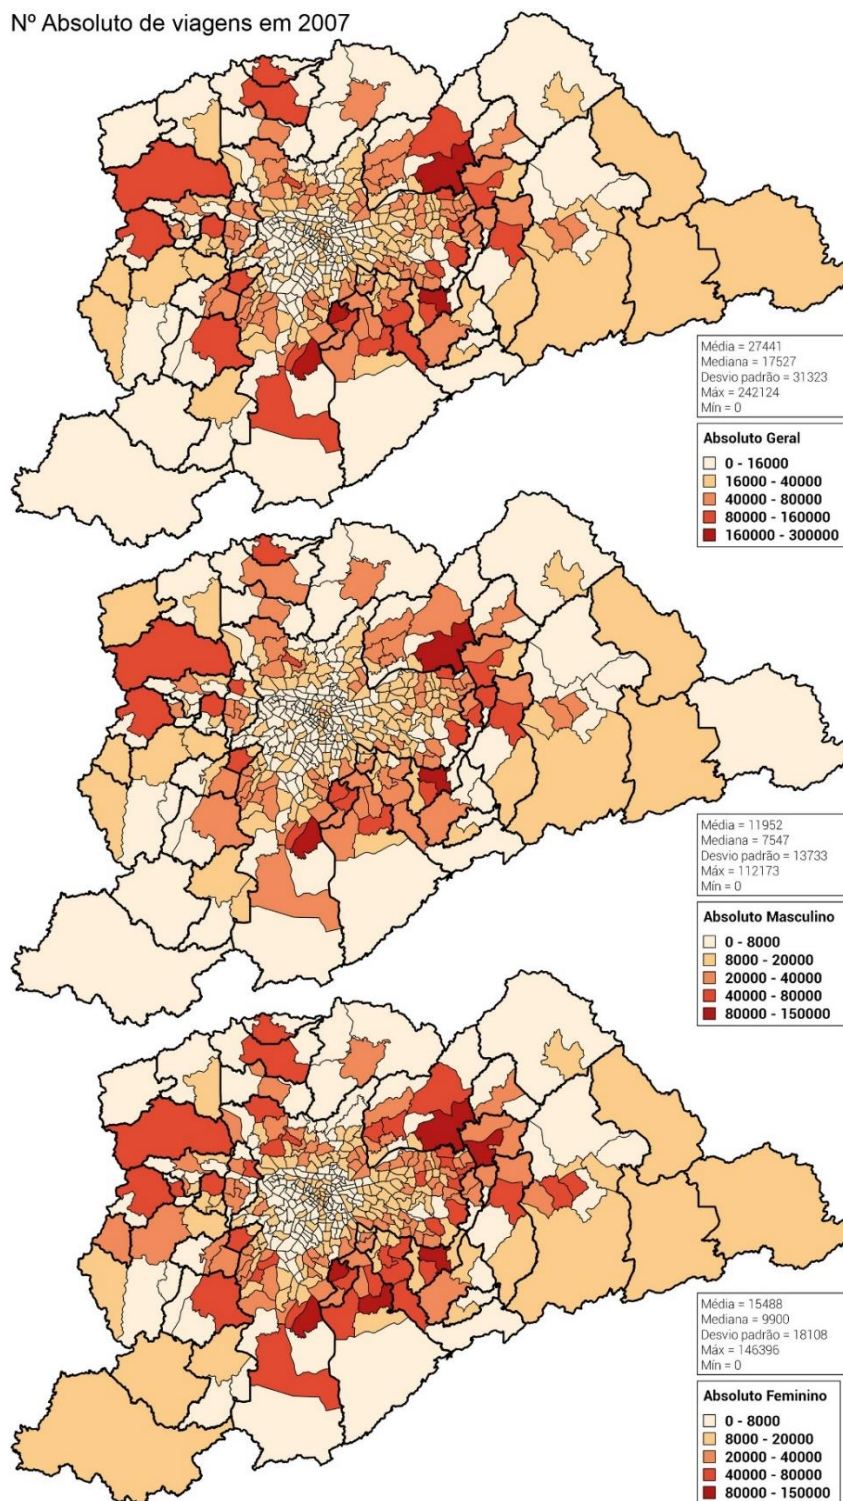 Nº Absoluto de viagens em 2007
Média = 27441
Mediana = 17527
Desvio padrão = 31323
Máx = 242124
Mín = 0
Absoluto Geral
0 - 16000
16000 - 40000
40000 - 80000
80000 - 160000
160000 - 300000
Média = 11952
Mediana = 7547
Desvio padrão = 13733
Máx = 112173
Mín = 0
Absoluto Masculino
0 - 8000
8000 - 20000
20000 - 40000
40000 - 80000
80000 - 150000
Média = 15488
Mediana = 9900
Desvio padrão = 18108
Máx = 146396
Mín = 0
Absoluto Feminino
0 - 8000
8000 - 20000
20000 - 40000
40000 - 80000
80000 - 150000